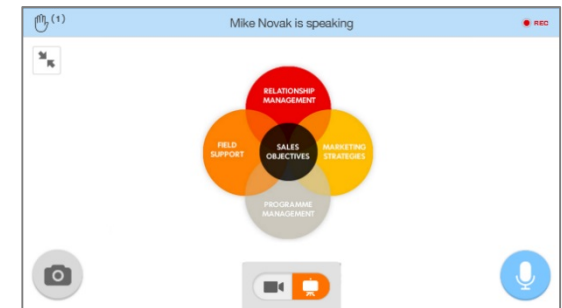 (1)
Mike Novak is speaking
REC
RELATIONSHIP
MANAGEMENT
FIELD
SUPPORT
SALES
OBJECTIVES
MARKETING
STRATEGIES
PROGRAMME
MANAGEMENT